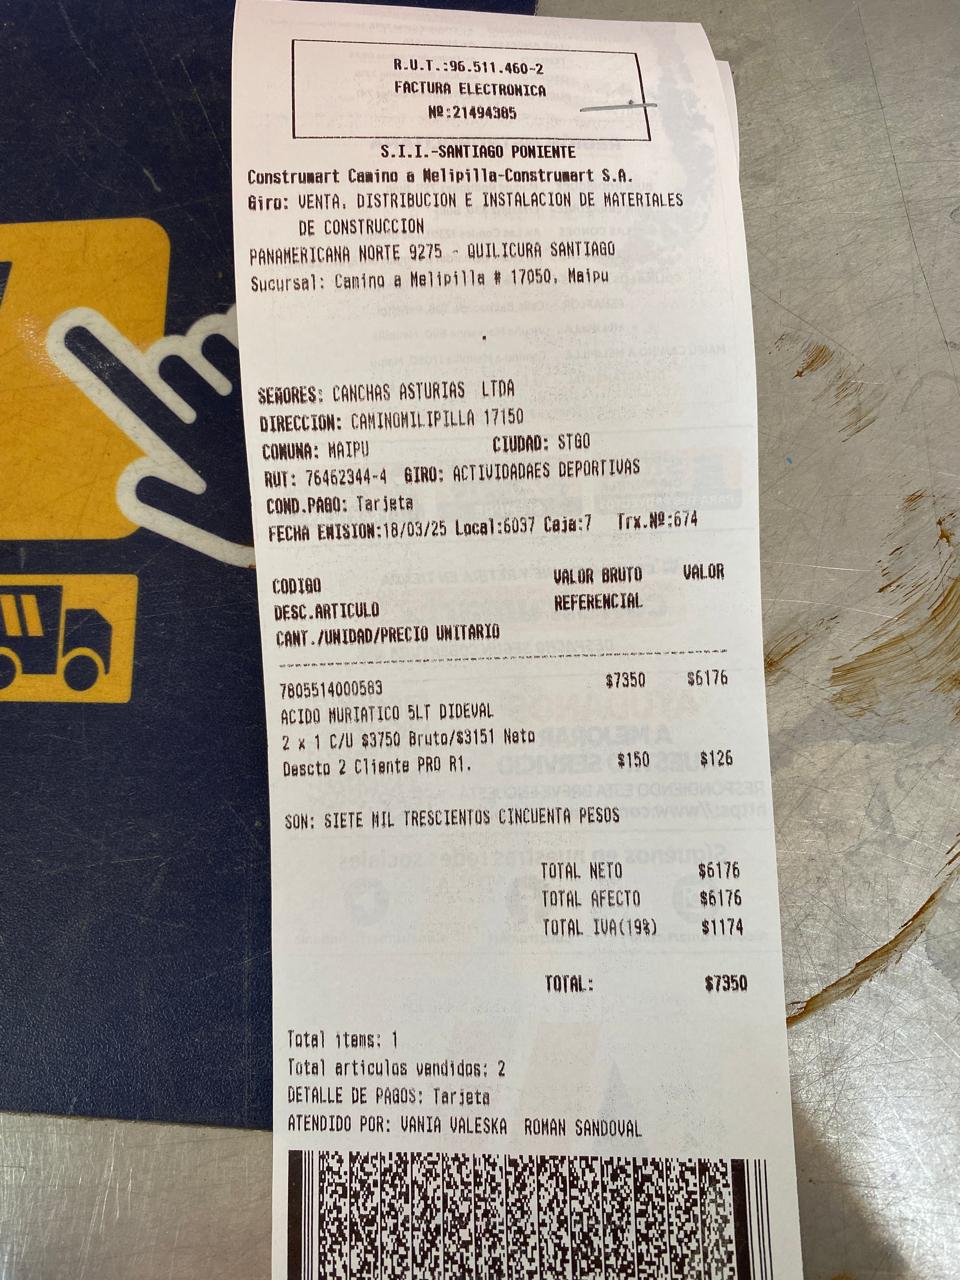 R.U.T.:96.511.460-2
FACTURA ELECTRONICA
Nº:21494385
S.I.I.-SANTIAGO PONIENTE
Construmart Camino a Melipilla-Construmart S.A.
Giro: VENTA, DISTRIBUCION E INSTALACION DE MATERIALES
DE CONSTRUCCION
PANAMERICANA NORTE 9275 - QUILICURA SANTIAGO
Sucursal: Camino a Melipilla # 17050, Maipu
SEÑORES: CANCHAS ASTURIAS LTDA
DIRECCION: CAMINOMILIPILLA 17150
COMUNA: MAIPU CIUDAD: STGO
RUT: 76462344-4 GIRO: ACTIVIDADAES DEPORTIVAS
COND.PAGO: Tarjeta
FECHA EMISION:18/03/25 Local:6037 Caja:7 Trx.Nº:674
CODIGO VALOR BRUTO VALOR
DESC.ARTICULO REFERENCIAL
CANT./UNIDAD/PRECIO UNITARIO
7805514000583 $7350 $6176
ACIDO MURIATICO 5LT DIDEVAL
2 x 1 C/U $3750 Bruto/$3151 Neto
Descto 2 Cliente PRO R1. $150 $126
SON: SIETE MIL TRESCIENTOS CINCUENTA PESOS
TOTAL NETO $6176
TOTAL AFECTO $6176
TOTAL IVA(19%) $1174
TOTAL: $7350
Total items: 1
Total articulos vendidos: 2
DETALLE DE PAGOS: Tarjeta
ATENDIDO POR: VANIA VALESKA ROMAN SANDOVAL